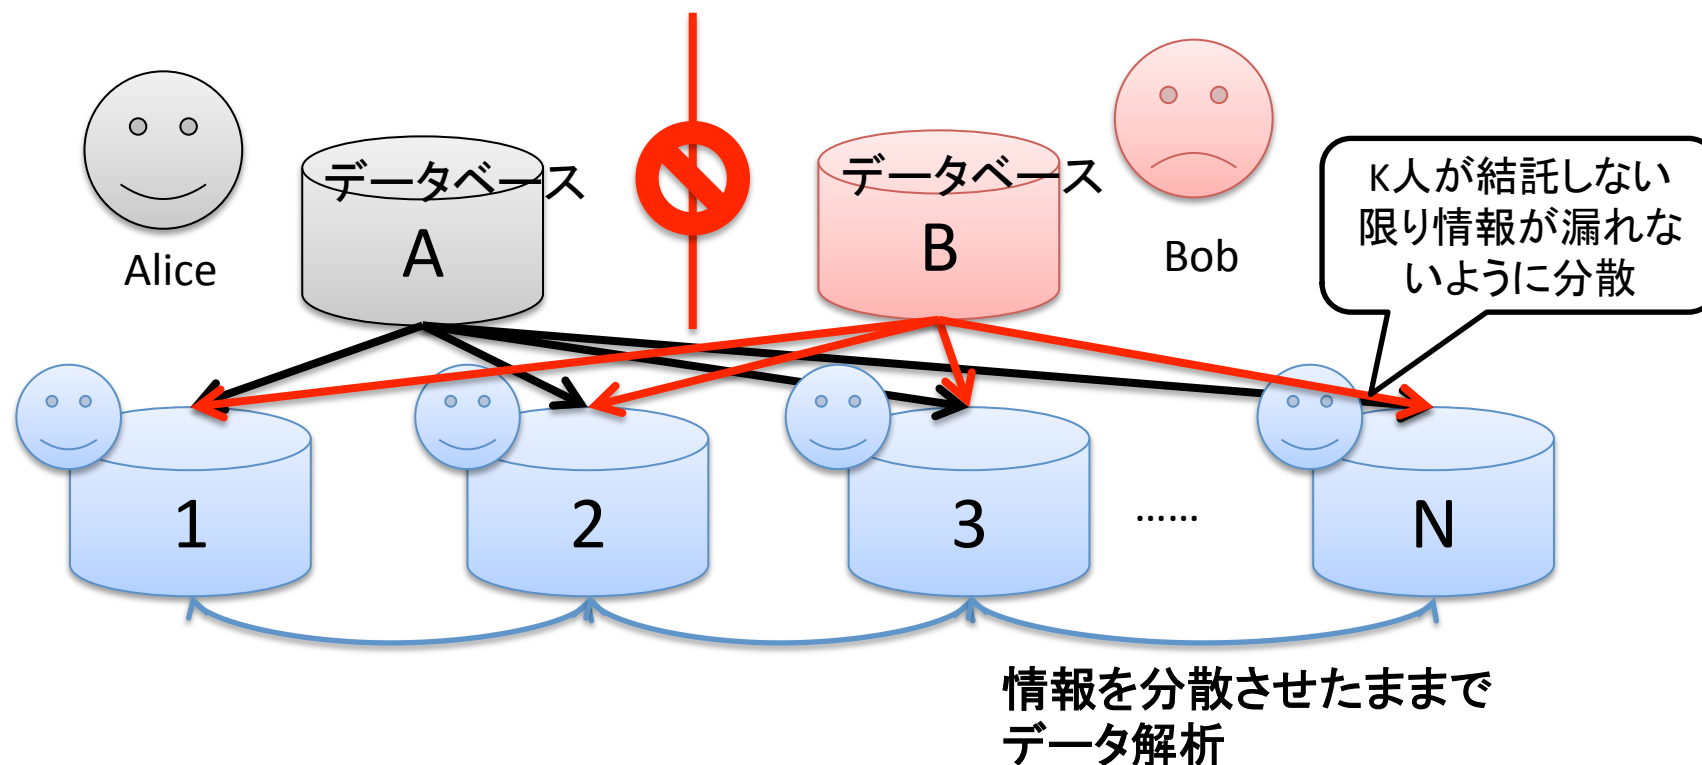 Alice
データベース
A
データベース
B
Bob
K人が結託しない
限り情報が漏れな
いように分散
1
2
3
……
N
情報を分散させたままで
データ解析